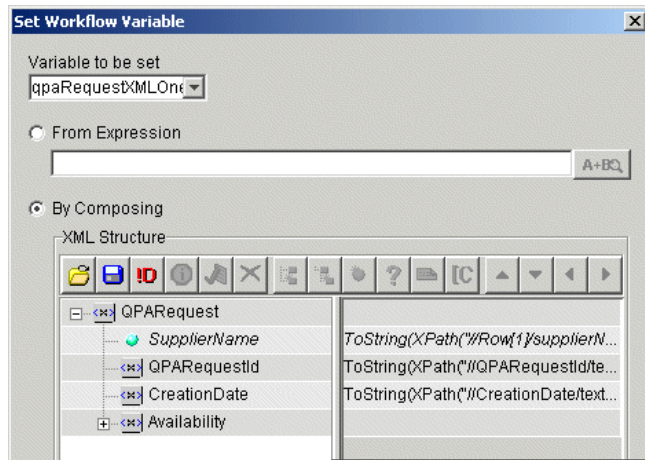 Set Workflow Variable
Variable to be set
qpaRequestXMLOne
From Expression
A+B
By Composing
XML Structure
!D ? [C
QPARequest
SupplierName ToString(XPath("//Row[1]/supplierN...
QPARequestId ToString(XPath("//QPARequestId/te...
CreationDate ToString(XPath("//CreationDate/text...
Availability